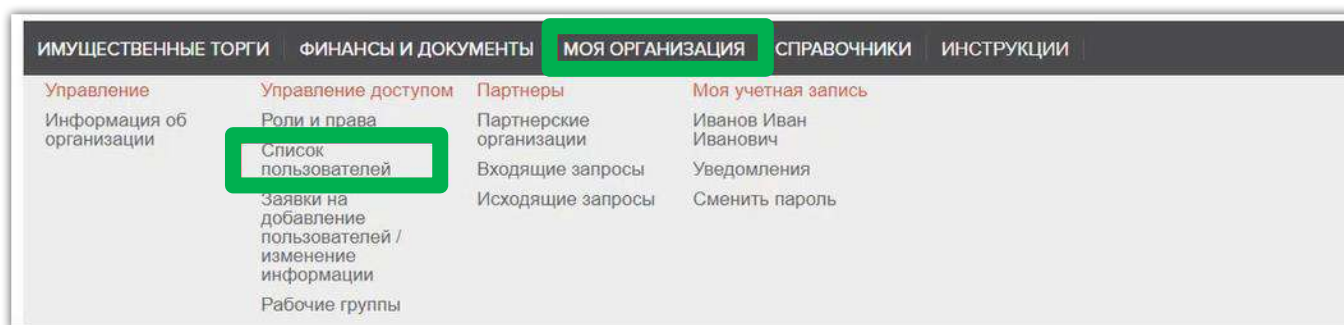 ИМУЩЕСТВЕННЫЕ ТОРГИ ФИНАНСЫ И ДОКУМЕНТЫ МОЯ ОРГАНИЗАЦИЯ СПРАВОЧНИКИ ИНСТРУКЦИИ
Управление
Информация об
организации
Управление доступом
Роли и права
Список
пользователей
Заявки на
добавление
пользователей /
изменение
информации
Рабочие группы
Партнеры
Партнерские
организации
Входящие запросы
Исходящие запросы
Моя учетная запись
Иванов Иван
Иванович
Уведомления
Сменить пароль